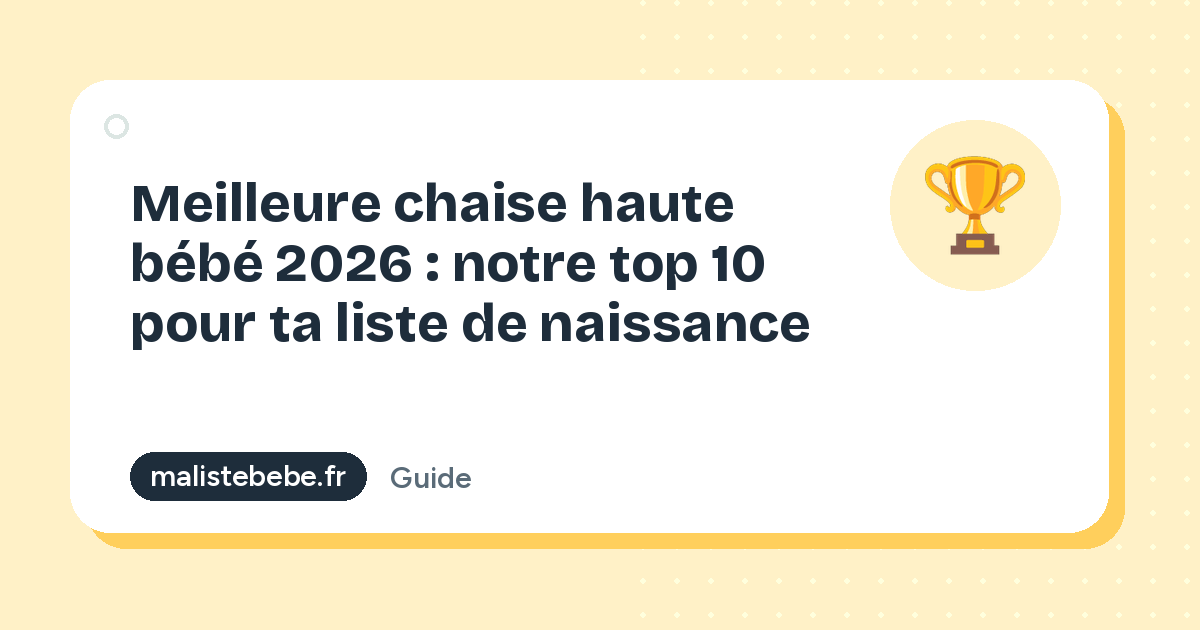 Meilleure chaise haute
bébé 2026 : notre top 10
pour ta liste de naissance
malistebebe.fr
Guide